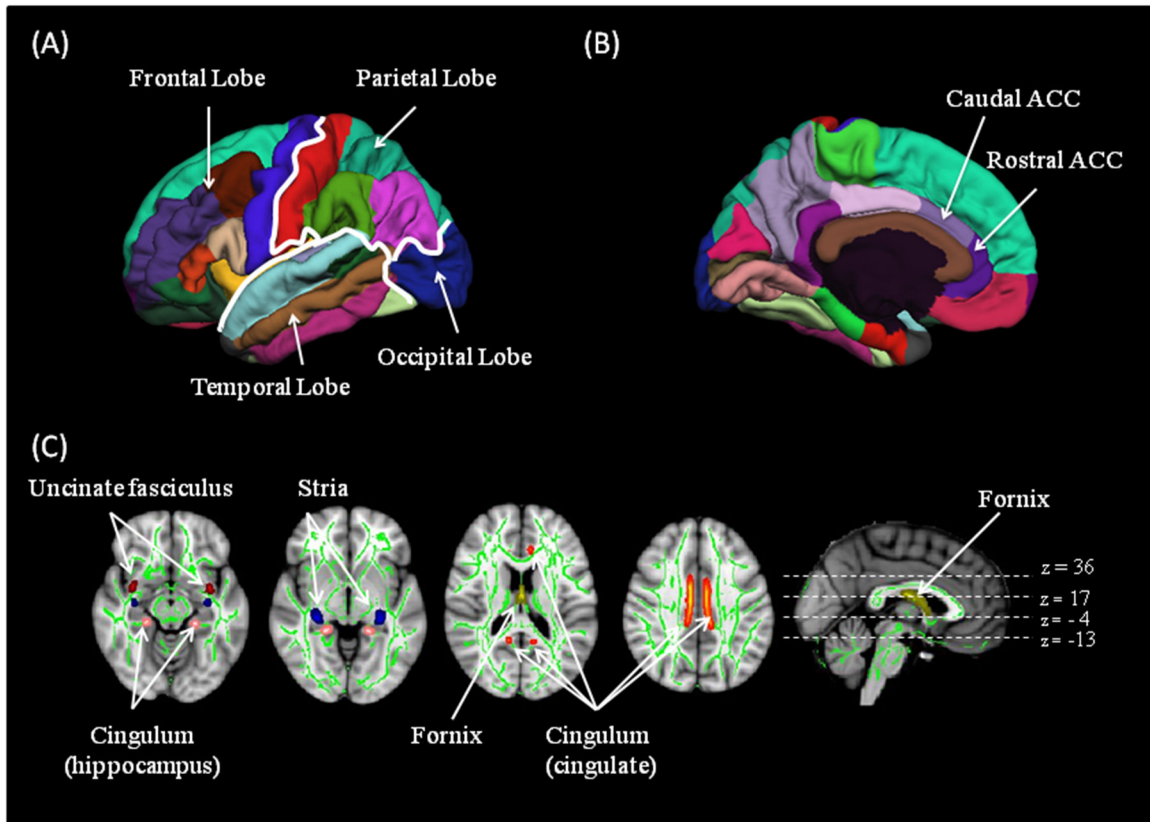 (A)
(B)
Frontal Lobe
Parietal Lobe
Caudal ACC
Rostral ACC
Occipital Lobe
Temporal Lobe
(C)
Uncinate fasciculus
Stria
Fornix
z = 36
z = 17
z = - 4
z = -13
Cingulum
(hippocampus)
Fornix
Cingulum
(cingulate)